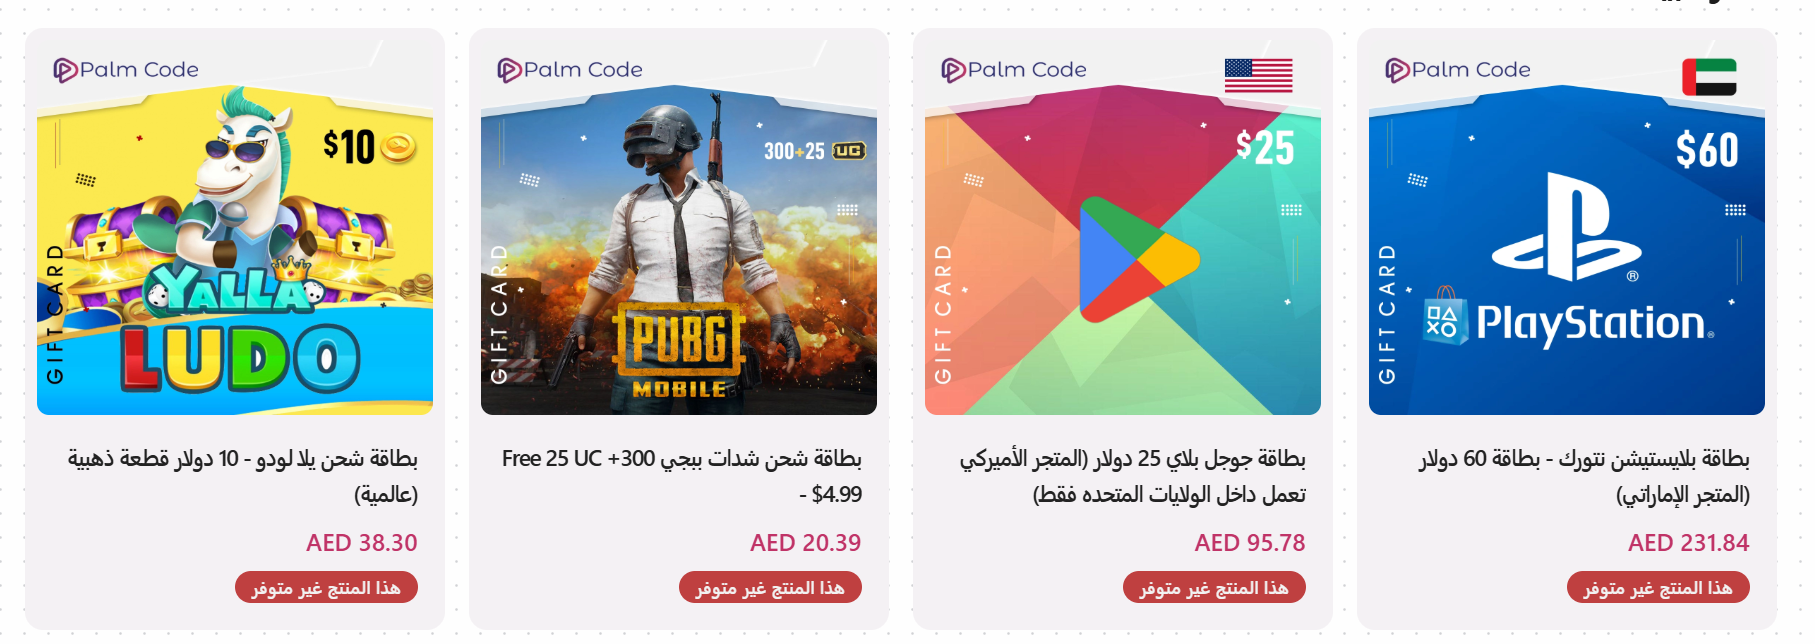 Palm Code
$60
GIFT CARD
PlayStation
بطاقة بلايستيشن نتورك - بطاقة 60 دولار
(المتجر الإماراتي)
AED 231.84
هذا المنتج غير متوفر
Palm Code
$25
GIFT CARD
بطاقة جوجل بلاي 25 دولار (المتجر الأميركي
تعمل داخل الولايات المتحده فقط)
AED 95.78
هذا المنتج غير متوفر
Palm Code
300+25 UC
GIFT CARD
PUBG
MOBILE
بطاقة شحن شدات ببجي 300+ Free 25 UC
- $4.99
AED 20.39
هذا المنتج غير متوفر
Palm Code
$10
GIFT CARD
YALLA
LUDO
بطاقة شحن يلا لودو - 10 دولار قطعة ذهبية
(عالمية)
AED 38.30
هذا المنتج غير متوفر